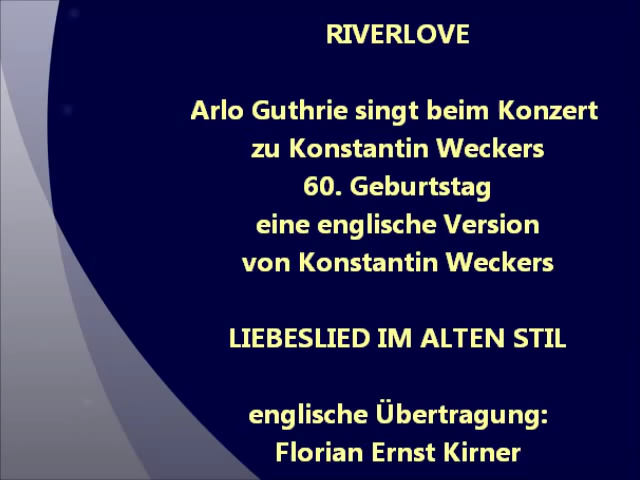 RIVERLOVE
Arlo Guthrie singt beim Konzert
zu Konstantin Weckers
60. Geburtstag
eine englische Version
von Konstantin Weckers
LIEBESLIED IM ALTEN STIL
englische Übertragung:
Florian Ernst Kirner